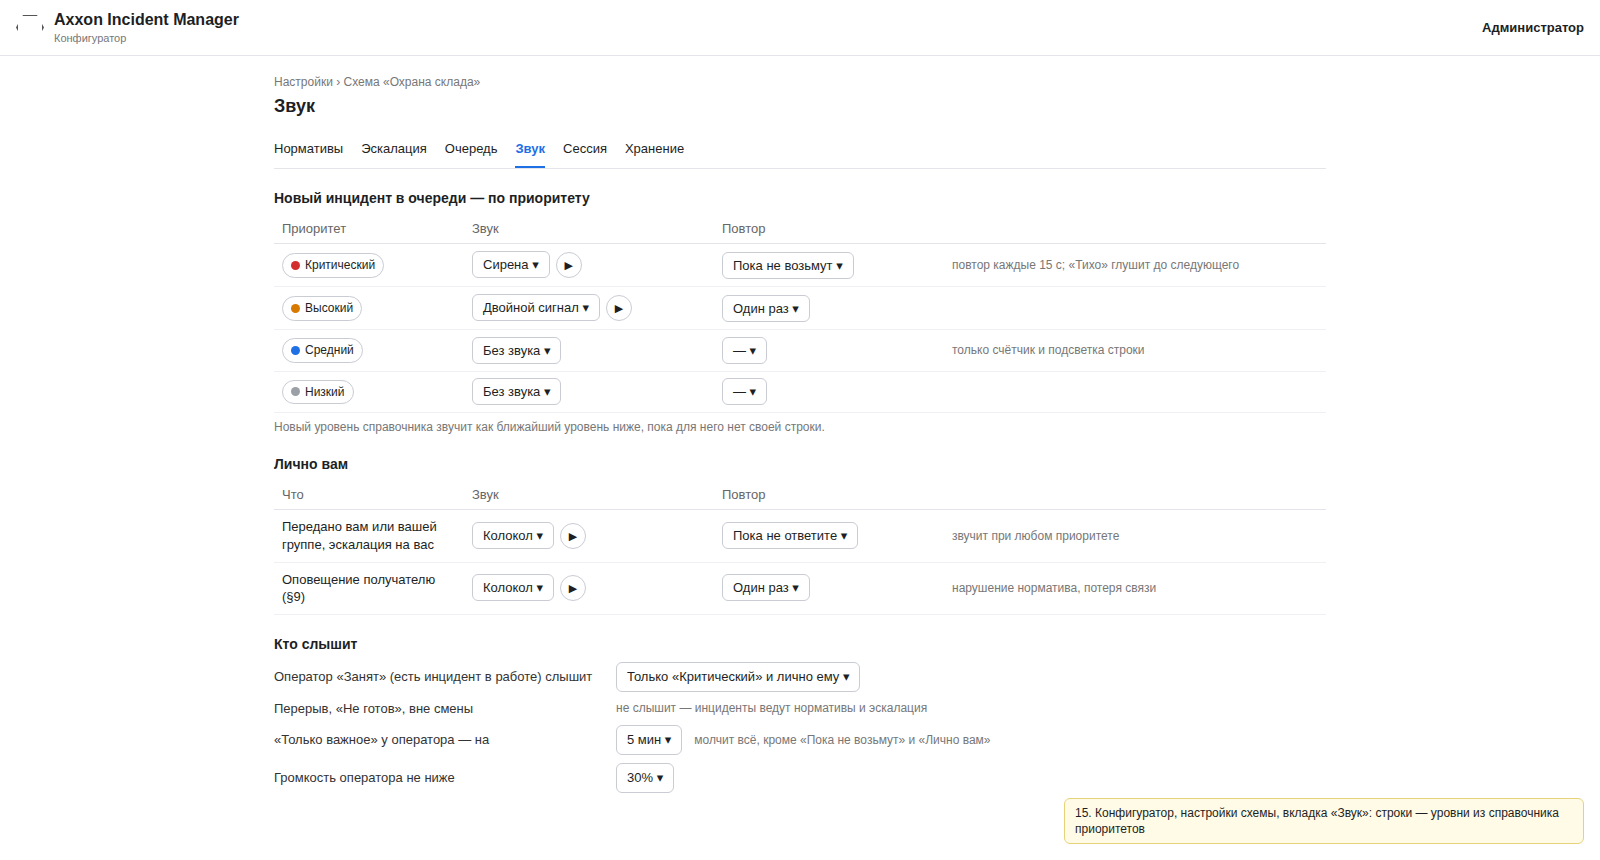 Axxon Incident Manager
Конфигуратор
Администратор
Настройки › Схема «Охрана склада»
Звук
Нормативы Эскалация Очередь Звук Сессия Хранение
Новый инцидент в очереди — по приоритету
Приоритет Звук Повтор
Критический Сирена ▾ ▶ Пока не возьмут ▾ повтор каждые 15 с; «Тихо» глушит до следующего
Высокий Двойной сигнал ▾ ▶ Один раз ▾
Средний Без звука ▾ — ▾ только счётчик и подсветка строки
Низкий Без звука ▾ — ▾
Новый уровень справочника звучит как ближайший уровень ниже, пока для него нет своей строки.
Лично вам
Что Звук Повтор
Передано вам или вашей
группе, эскалация на вас
Колокол ▾ ▶ Пока не ответите ▾ звучит при любом приоритете
Оповещение получателю
(§9)
Колокол ▾ ▶ Один раз ▾ нарушение норматива, потеря связи
Кто слышит
Оператор «Занят» (есть инцидент в работе) слышит Только «Критический» и лично ему ▾
Перерыв, «Не готов», вне смены не слышит — инциденты ведут нормативы и эскалация
«Только важное» у оператора — на 5 мин ▾ молчит всё, кроме «Пока не возьмут» и «Лично вам»
Громкость оператора не ниже 30% ▾
15. Конфигуратор, настройки схемы, вкладка «Звук»: строки — уровни из справочника
приоритетов